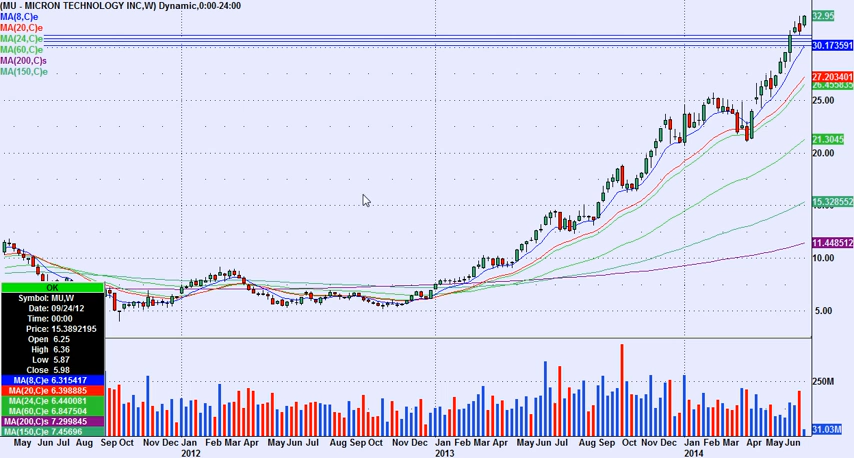 (MU - MICRON TECHNOLOGY INC,W) Dynamic,0:00-24:00
MA(8,C)e
MA(20,C)e
MA(24,C)e
MA(60,C)e
MA(200,C)s
MA(150,C)e
32.95
30.173591
27.203401
26.455835
25.00
21.3045
20.00
15.328552
11.448512
10.00
5.00
OK
Symbol: MU,W
Date: 09/24/12
Time: 00:00
Price: 15.3892195
Open 6.25
High 6.36
Low 5.87
Close 5.98
MA(8,C)e 6.315417
MA(20,C)e 6.398885
MA(24,C)e 6.440081
MA(60,C)e 6.847504
MA(200,C)s 7.299845
MA(150,C)e 7.45696
250M
31.03M
May Jun Jul Aug Sep Oct Nov Dec Jan Feb Mar Apr May Jun Jul Aug Sep Oct Nov Dec Jan Feb Mar Apr May Jun Jul Aug Sep Oct Nov Dec Jan Feb Mar Apr May Jun
2012 2013 2014